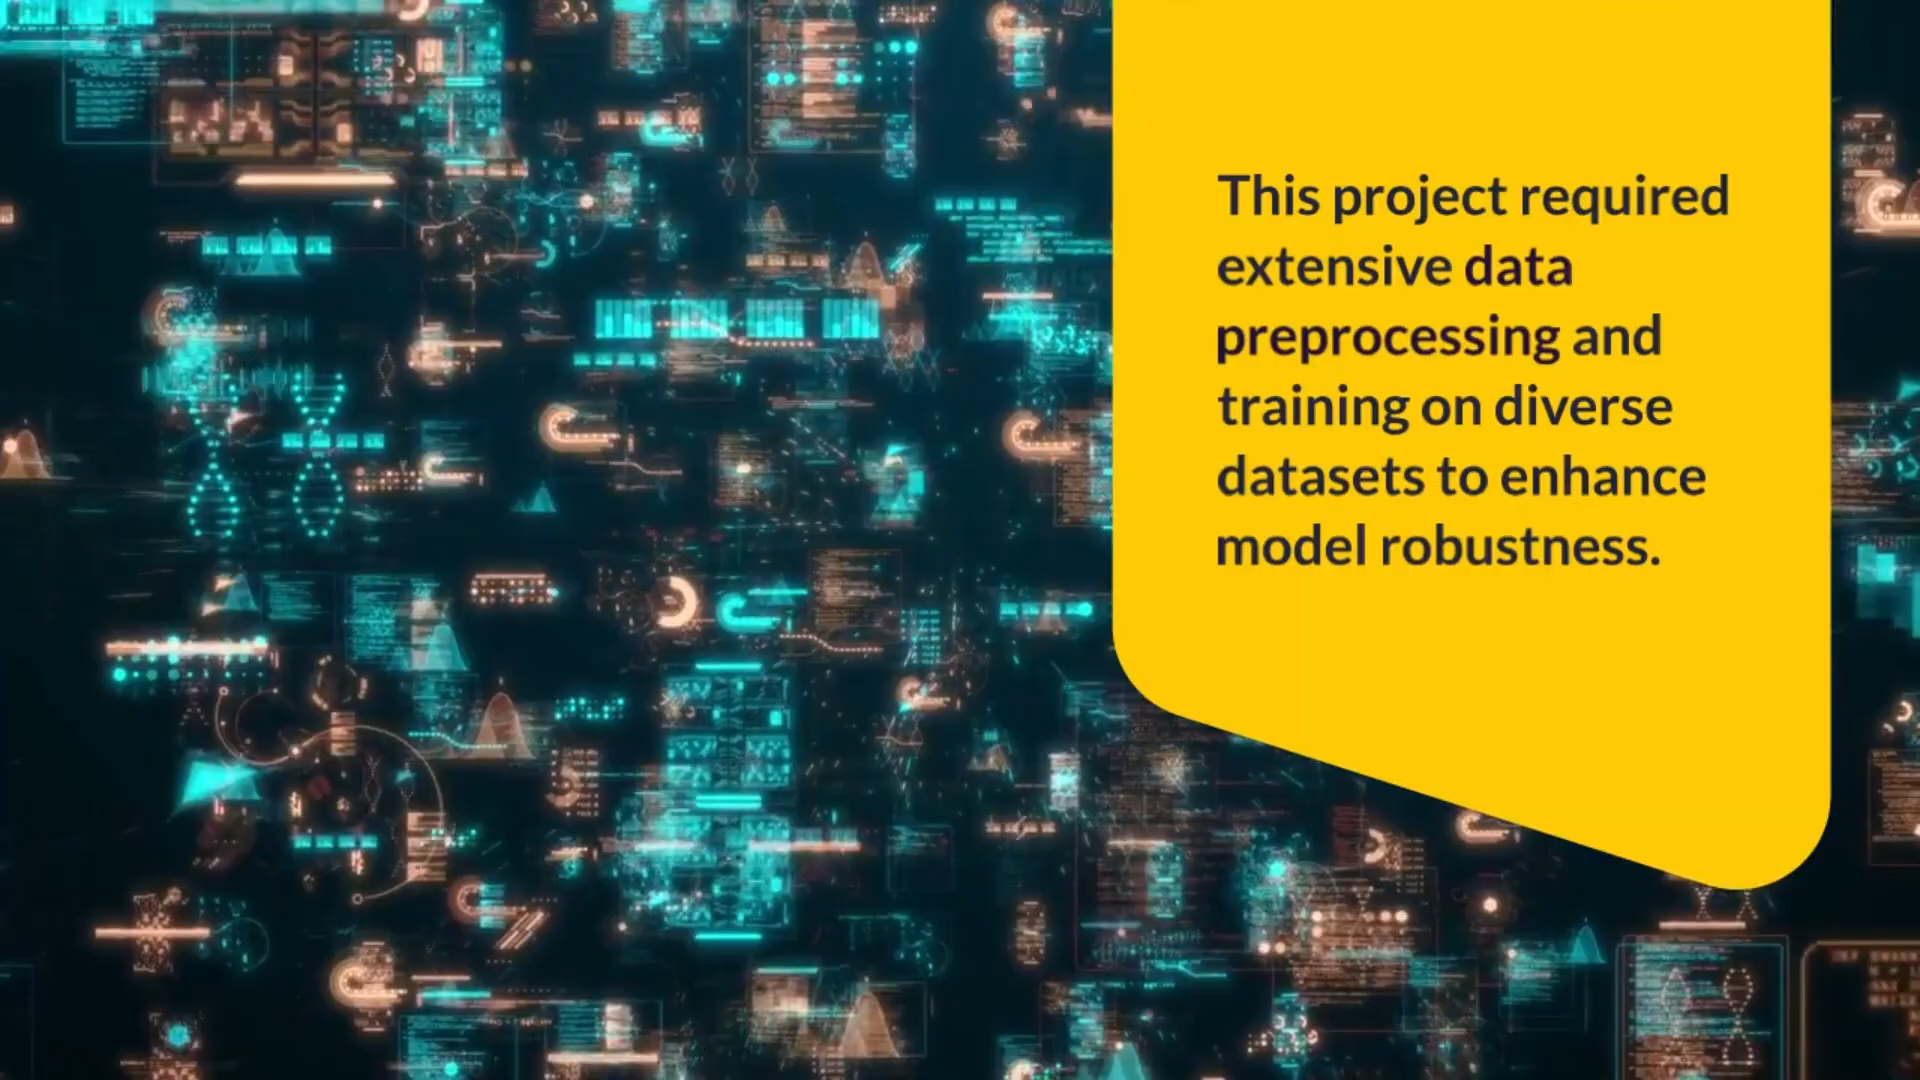 This project required
extensive data
preprocessing and
training on diverse
datasets to enhance
model robustness.